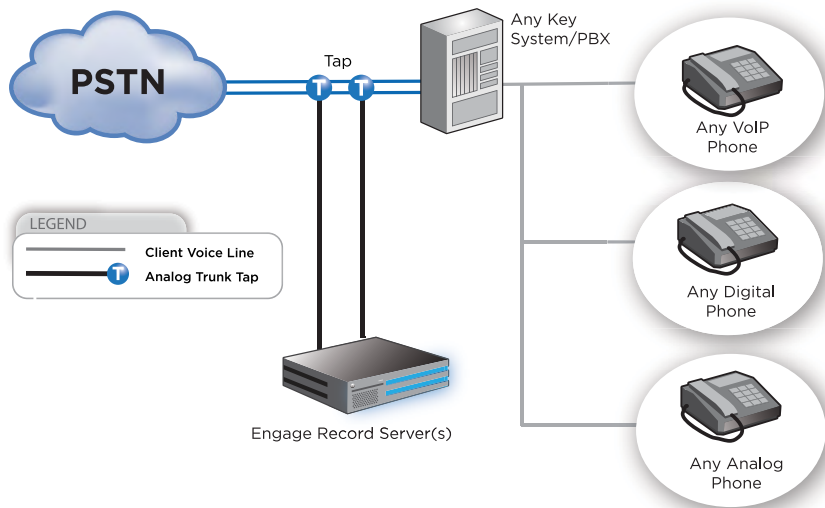 PSTN
Tap
T
T
Any Key
System/PBX
Any VoIP
Phone
LEGEND
Client Voice Line
T
Analog Trunk Tap
Any Digital
Phone
Engage Record Server(s)
Any Analog
Phone